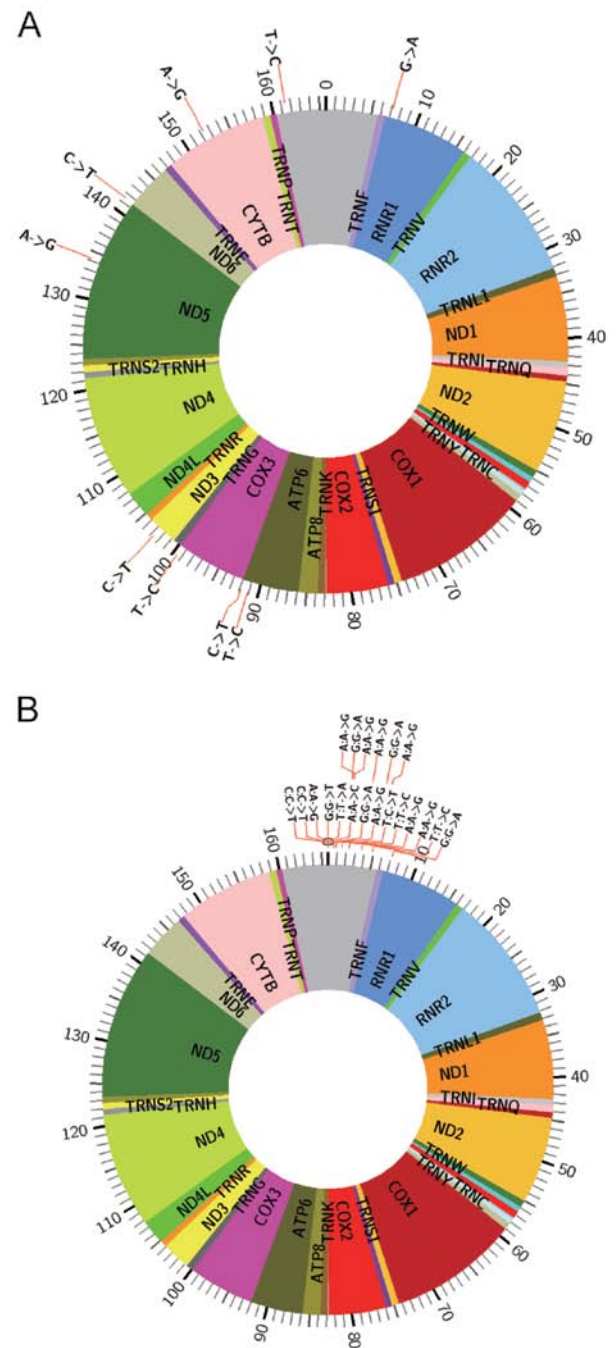 A
T->C
G->A
A->G
C->T
A->G
C->T
T->C
C->T
T->C
0
10
20
30
40
50
60
70
80
90
100
110
120
130
140
150
160
TRNF
RNR1
TRNV
RNR2
TRNL1
ND1
TRNI
TRNQ
ND2
TRNW
TRNY
TRNC
COX1
TRNS1
COX2
TRNK
ATP8
ATP6
COX3
TRNG
ND3
TRNR
ND4L
ND4
TRNS2
TRNH
ND5
ND6
TRNE
CYTB
TRNT
TRNP
B
A:A->G
G:G->A
A:A->G
A:A->G
G:G->A
A:A->G
C:C->T
C:C->T
A:A->G
G:G->T
T:T->A
A:A->C
G:G->A
A:A->G
T:C->T
T:T->C
A:A->G
A:A->G
T:T->C
G:G->A
0
10
20
30
40
50
60
70
80
90
100
110
120
130
140
150
160
TRNF
RNR1
TRNV
RNR2
TRNL1
ND1
TRNI
TRNQ
ND2
TRNW
TRNY
TRNC
COX1
TRNS1
COX2
TRNK
ATP8
ATP6
COX3
TRNG
ND3
TRNR
ND4L
ND4
TRNS2
TRNH
ND5
ND6
TRNE
CYTB
TRNT
TRNP